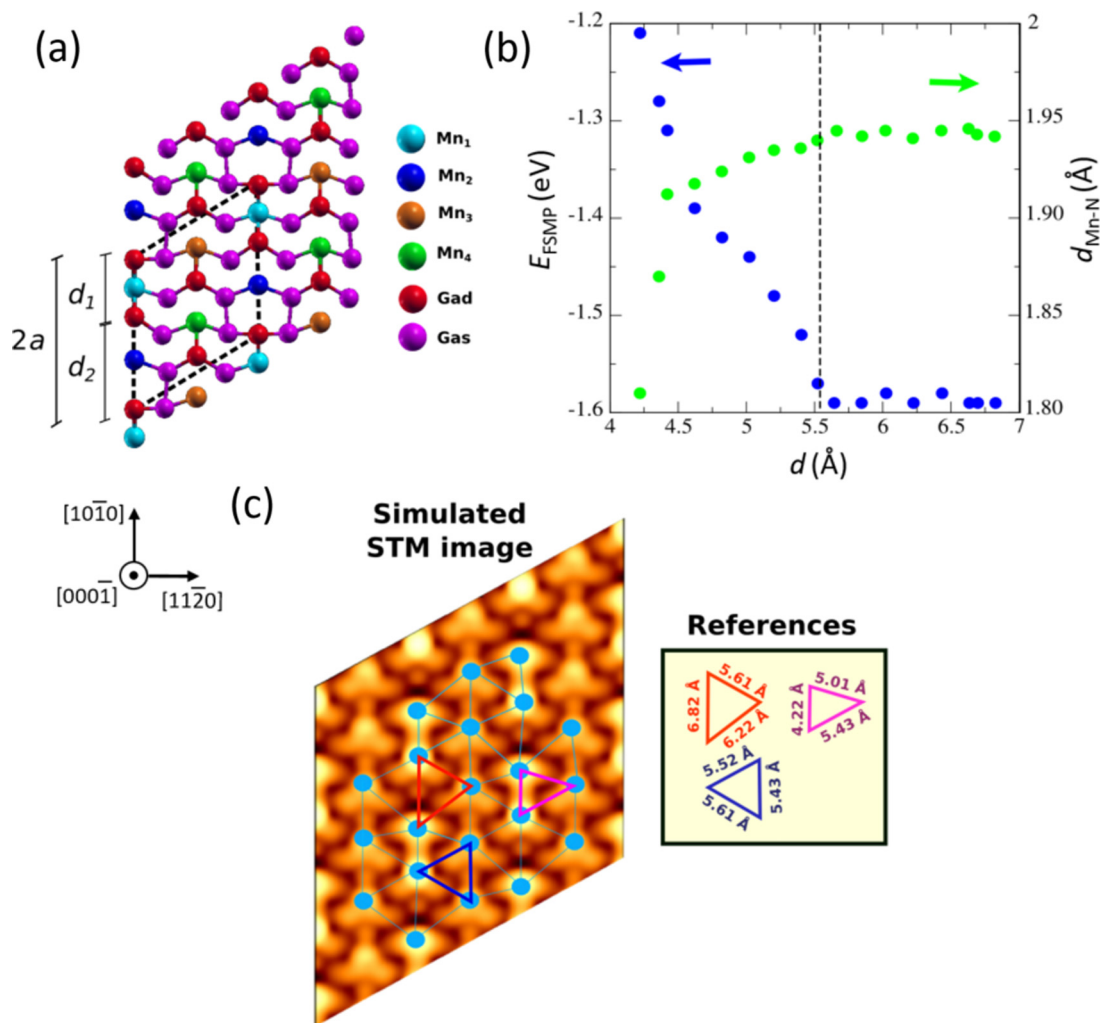 (a)
Mn1
Mn2
Mn3
Mn4
Gad
Gas
2a
d1
d2
(b)
-1.2
-1.3
-1.4
-1.5
-1.6
EFSMP (eV)
4
4.5
5
5.5
6
6.5
7
d (Å)
2
1.95
1.90
1.85
1.80
dMn-N (Å)
[101̅0]
[0001̅]
[112̅0]
(c)
Simulated
STM image
References
5.61 Å
6.82 Å
6.22 Å
5.01 Å
4.22 Å
5.43 Å
5.52 Å
5.43 Å
5.61 Å